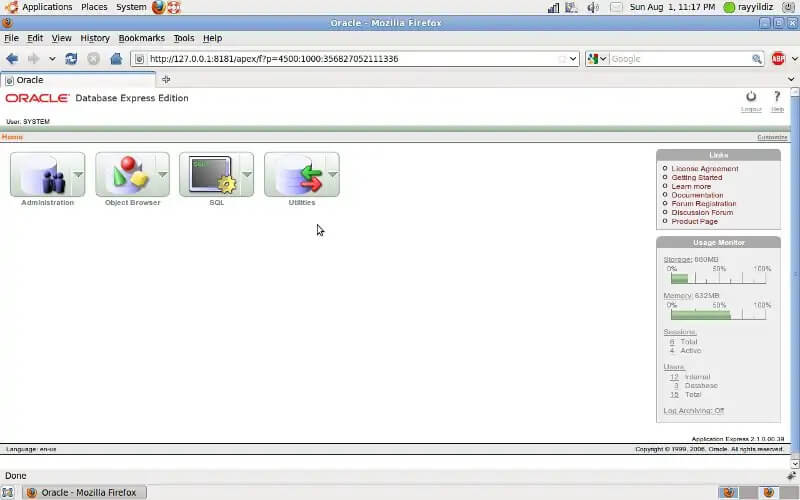 Applications Places System Sun Aug 1, 11:17 PM rayyildiz
Oracle - Mozilla Firefox
File Edit View History Bookmarks Tools Help
http://127.0.0.1:8181/apex/f?p=4500:1000:356827052111336 Google ABP
Oracle
ORACLE Database Express Edition
Logout Help
User: SYSTEM
Home Customize
Administration Object Browser SQL Utilities
Links
License Agreement
Getting Started
Learn more
Documentation
Forum Registration
Discussion Forum
Product Page
Usage Monitor
Storage: 680MB
0% 50% 100%
Memory: 632MB
0% 50% 100%
Sessions:
6 Total
4 Active
Users:
12 Internal
3 Database
15 Total
Log Archiving: Off
Application Express 2.1.0.00.39
Language: en-us Copyright © 1999, 2006, Oracle. All rights reserved.
Done
Oracle - Mozilla Firefox